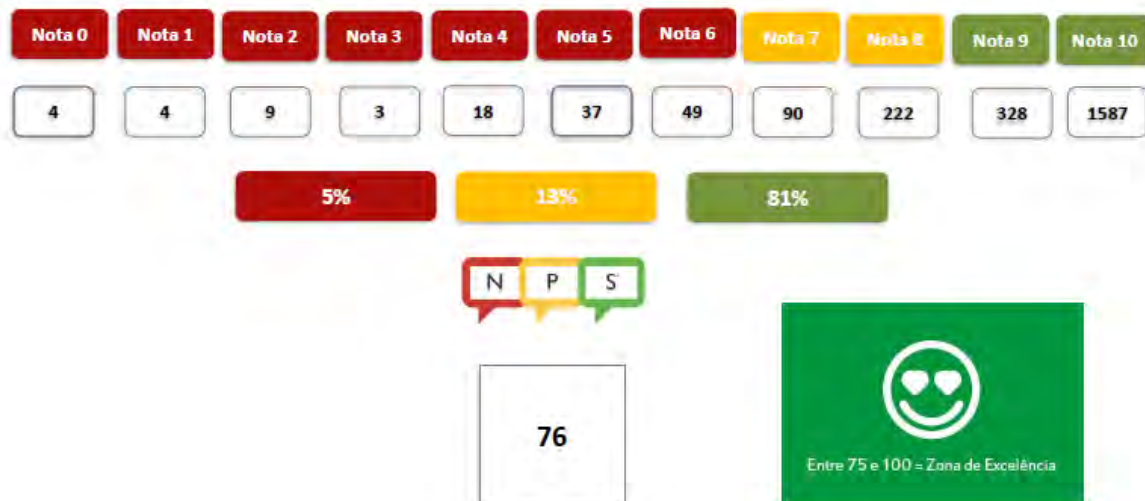 Nota 0 Nota 1 Nota 2 Nota 3 Nota 4 Nota 5 Nota 6 Nota 7 Nota 8 Nota 9 Nota 10
4 4 9 3 18 37 49 90 222 328 1587
5% 13% 81%
N P S
76
Entre 75 e 100 = Zona de Excelência